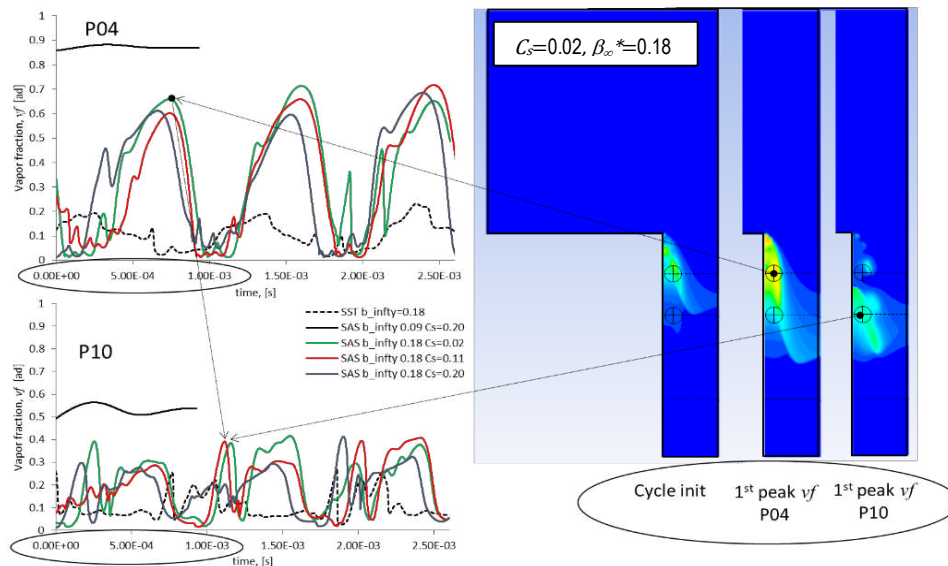 P04
Vapor fraction, vf [ad]
1
0.9
0.8
0.7
0.6
0.5
0.4
0.3
0.2
0.1
0
0.00E+00 5.00E-04 1.00E-03 1.50E-03 2.00E-03 2.50E-03
time, [s]
P10
Vapor fraction, vf [ad]
1
0.9
0.8
0.7
0.6
0.5
0.4
0.3
0.2
0.1
0
0.00E+00 5.00E-04 1.00E-03 1.50E-03 2.00E-03 2.50E-03
time, [s]
SST b_infty=0.18
SAS b_infty 0.09 Cs=0.20
SAS b_infty 0.18 Cs=0.02
SAS b_infty 0.18 Cs=0.11
SAS b_infty 0.18 Cs=0.20
Cs=0.02, β∞*=0.18
Cycle init
1st peak vf
P04
1st peak vf
P10